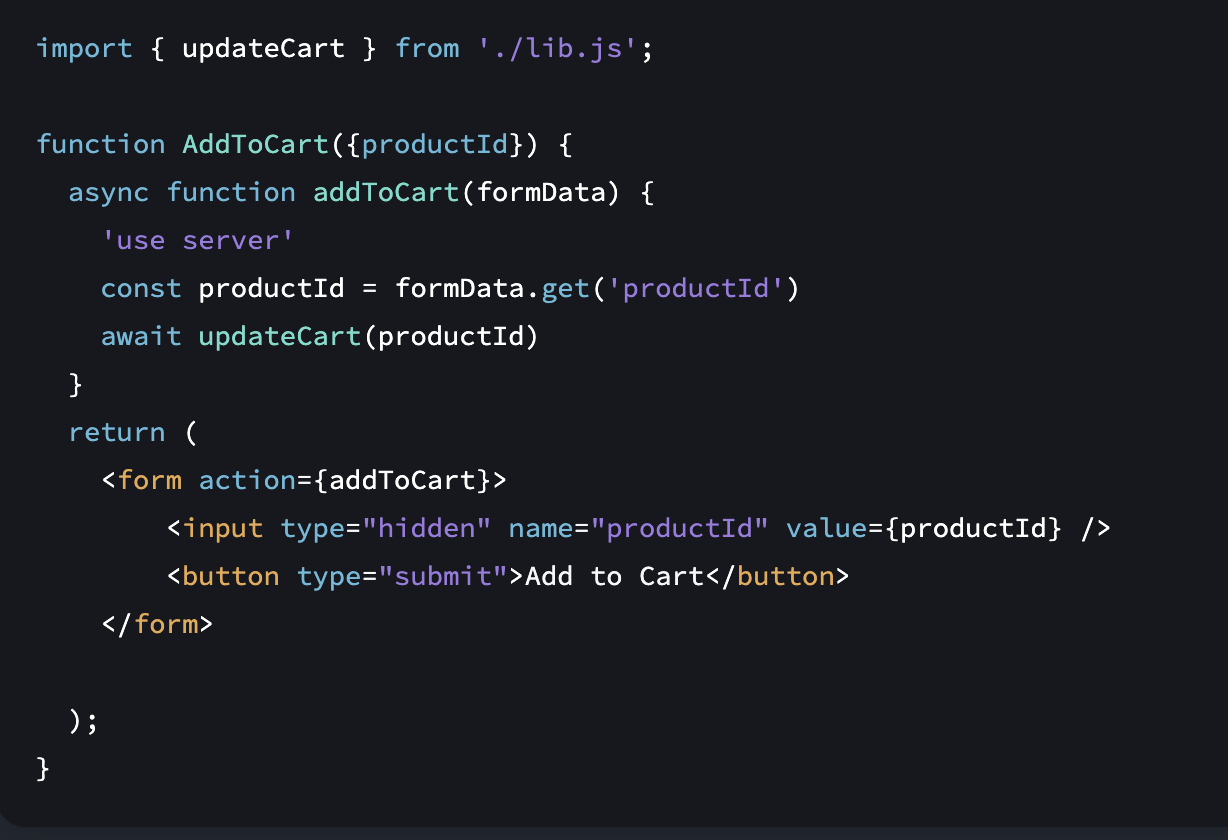 import { updateCart } from './lib.js';

function AddToCart({productId}) {
  async function addToCart(formData) {
    'use server'
    const productId = formData.get('productId')
    await updateCart(productId)
  }
  return (
    <form action={addToCart}>
        <input type="hidden" name="productId" value={productId} />
        <button type="submit">Add to Cart</button>
    </form>

  );
}